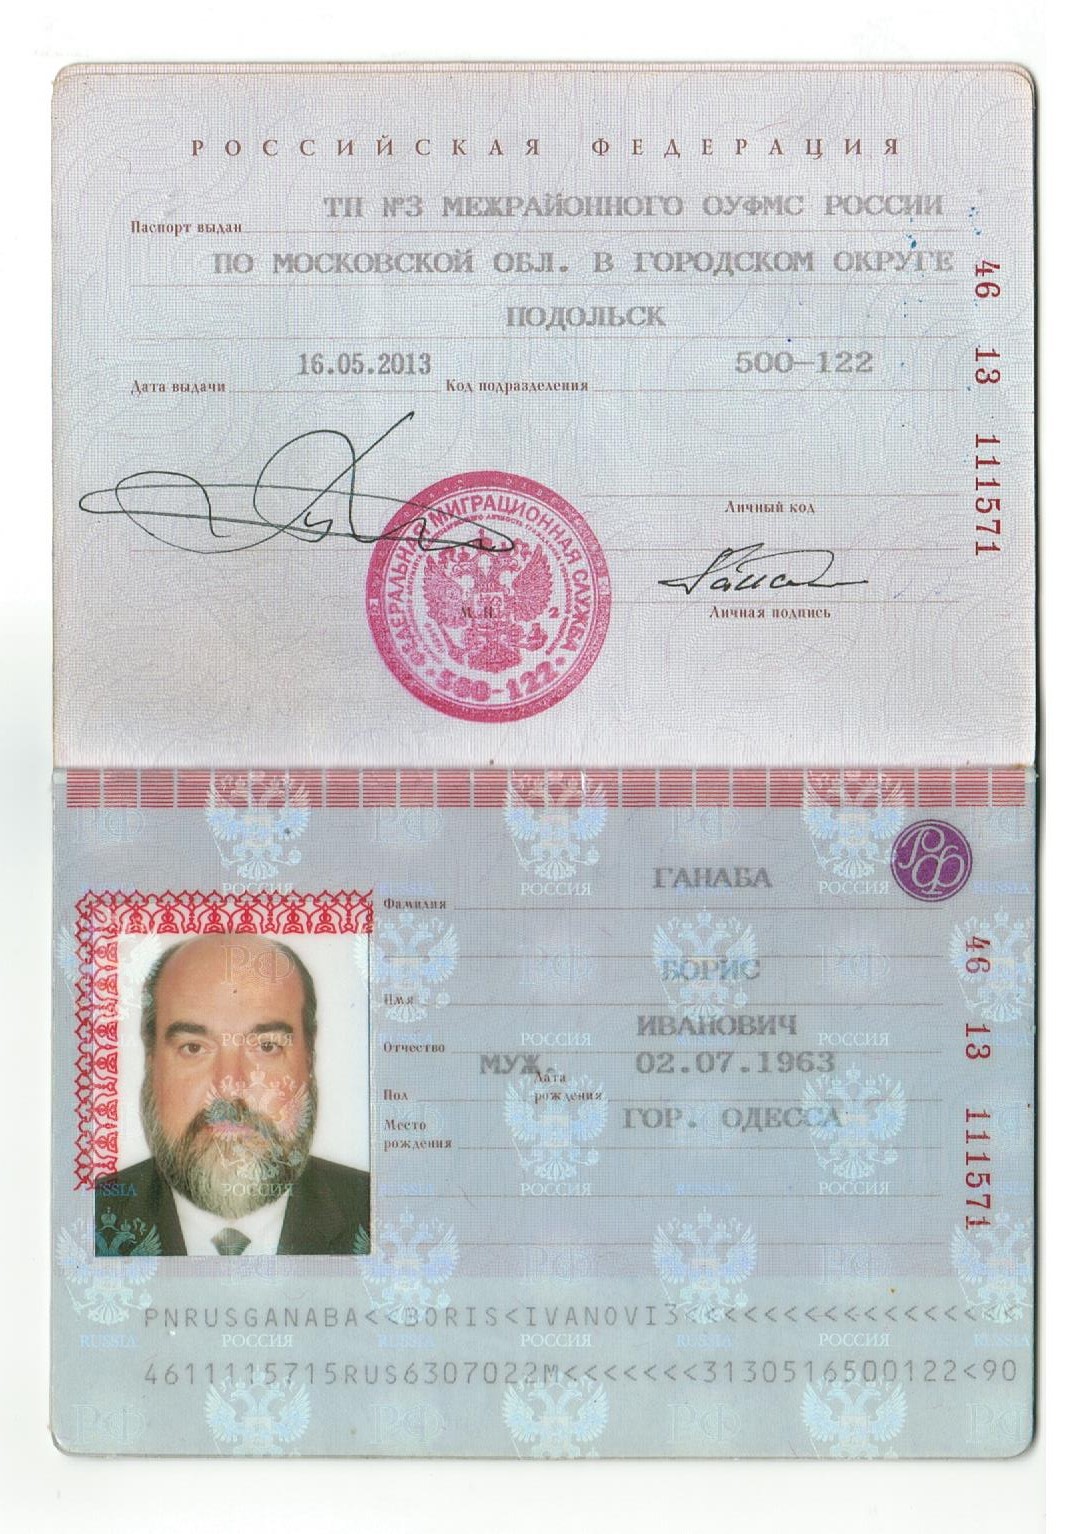 РОССИЙСКАЯ ФЕДЕРАЦИЯ
Паспорт выдан ТП №3 МЕЖРАЙОННОГО ОУФМС РОССИИ
ПО МОСКОВСКОЙ ОБЛ. В ГОРОДСКОМ ОКРУГЕ
ПОДОЛЬСК
Дата выдачи 16.05.2013 Код подразделения 500-122
46 13 111571
Личный код
ФЕДЕРАЛЬНАЯ МИГРАЦИОННАЯ СЛУЖБА
М.П. 2
500-122
Личная подпись
РФ
Фамилия ГАНАБА
Имя БОРИС
Отчество ИВАНОВИЧ
Пол МУЖ. Дата рождения 02.07.1963
Место рождения ГОР. ОДЕССА
46 13 111571
РОССИЯ
RUSSIA
PNRUSGANABA<<BORIS<IVANOVI3<<<<<<<<<<<<<<<<<
4611115715RUS6307022M<<<<<<<3130516500122<90